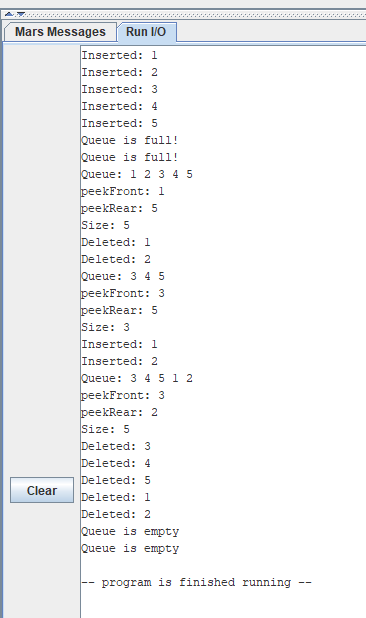 Mars Messages Run I/O
Inserted: 1
Inserted: 2
Inserted: 3
Inserted: 4
Inserted: 5
Queue is full!
Queue is full!
Queue: 1 2 3 4 5
peekFront: 1
peekRear: 5
Size: 5
Deleted: 1
Deleted: 2
Queue: 3 4 5
peekFront: 3
peekRear: 5
Size: 3
Inserted: 1
Inserted: 2
Queue: 3 4 5 1 2
peekFront: 3
peekRear: 2
Size: 5
Deleted: 3
Deleted: 4
Deleted: 5
Deleted: 1
Deleted: 2
Queue is empty
Queue is empty
-- program is finished running --
Clear